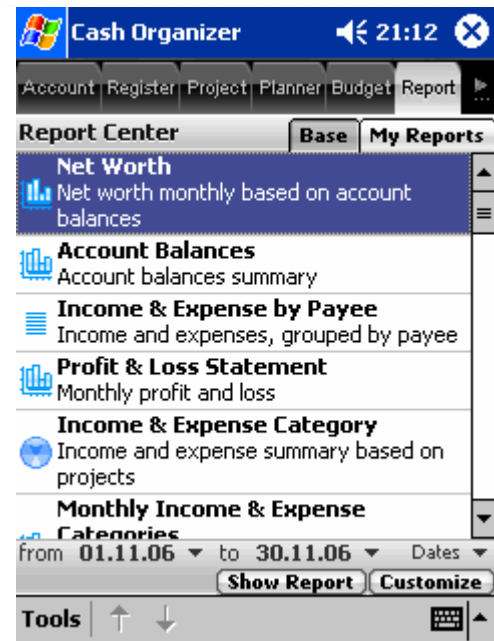 Cash Organizer 21:12
Account Register Project Planner Budget Report
Report Center Base My Reports
Net Worth
Net worth monthly based on account
balances
Account Balances
Account balances summary
Income & Expense by Payee
Income and expenses, grouped by payee
Profit & Loss Statement
Monthly profit and loss
Income & Expense Category
Income and expense summary based on
projects
Monthly Income & Expense
Categories
from 01.11.06 to 30.11.06 Dates
Show Report Customize
Tools